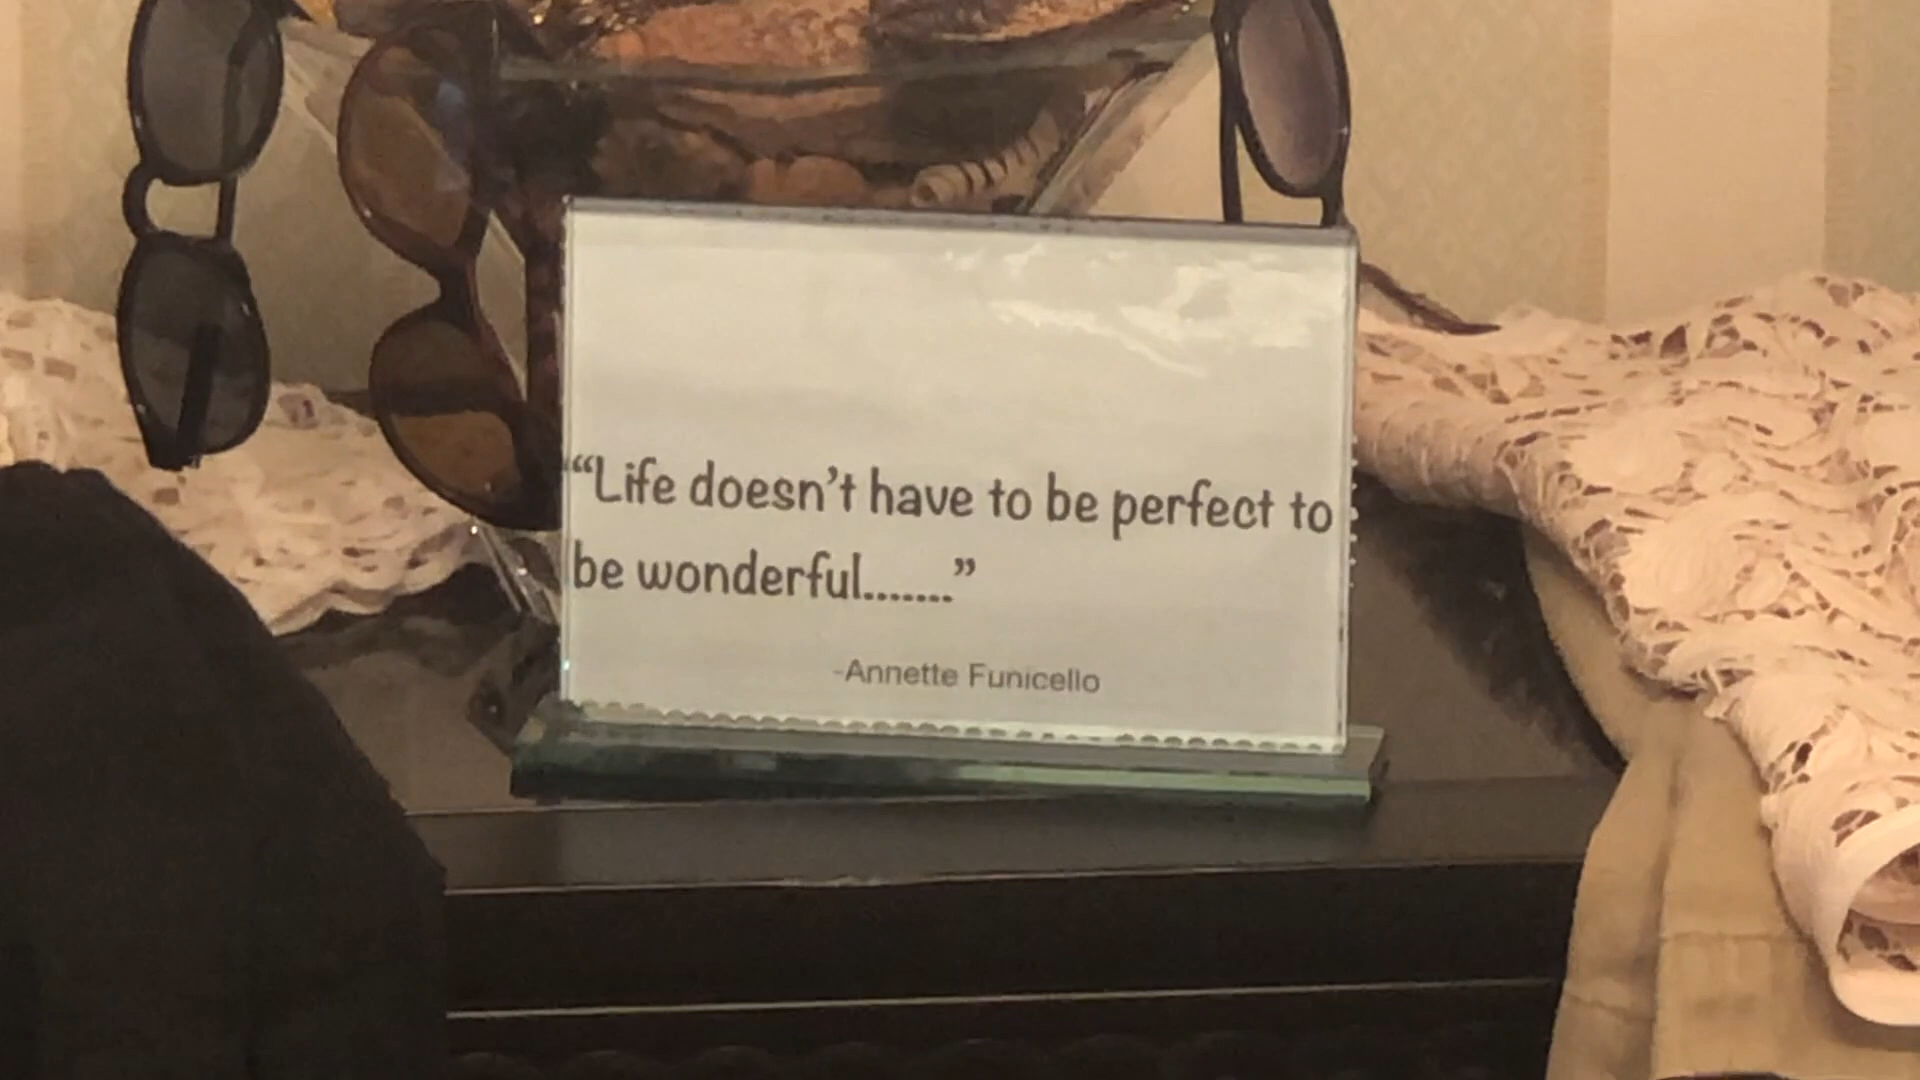 “Life doesn’t have to be perfect to
be wonderful.......”
-Annette Funicello